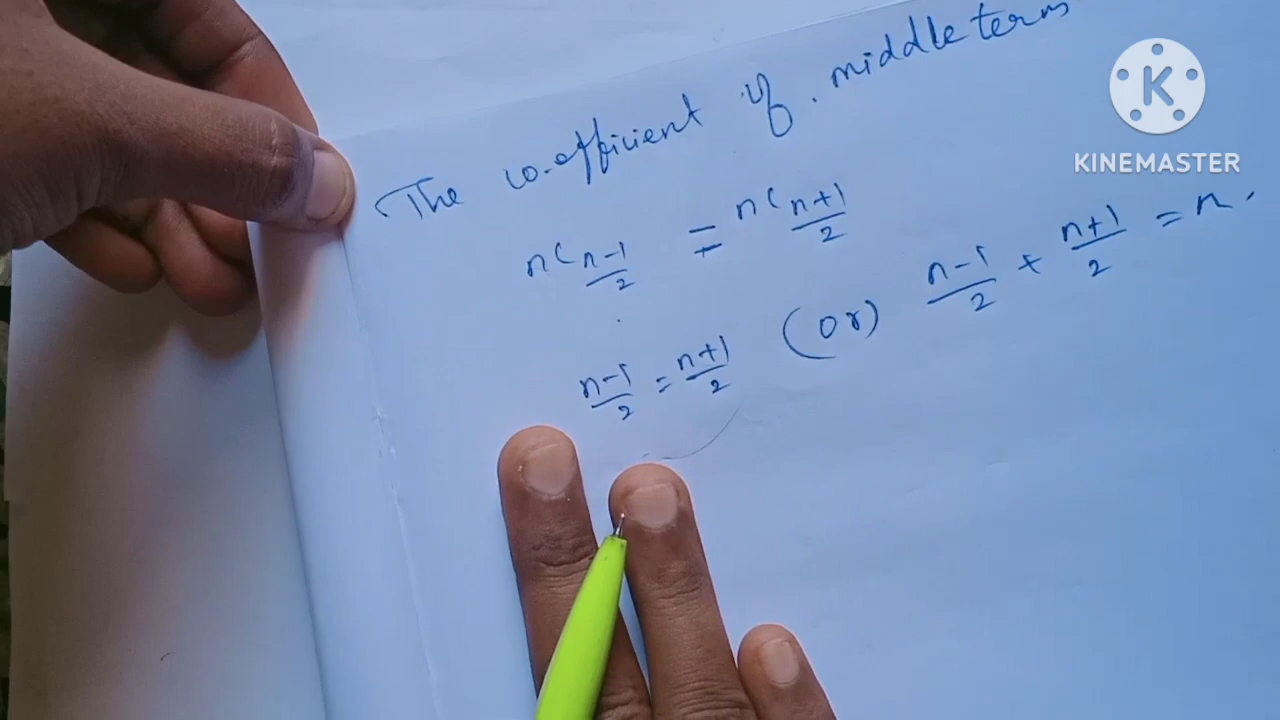 The co-efficient of middle term
nC n-1/2 = nC n+1/2
n-1/2 = n+1/2 (or) n-1/2 + n+1/2 = n.
K
KINEMASTER